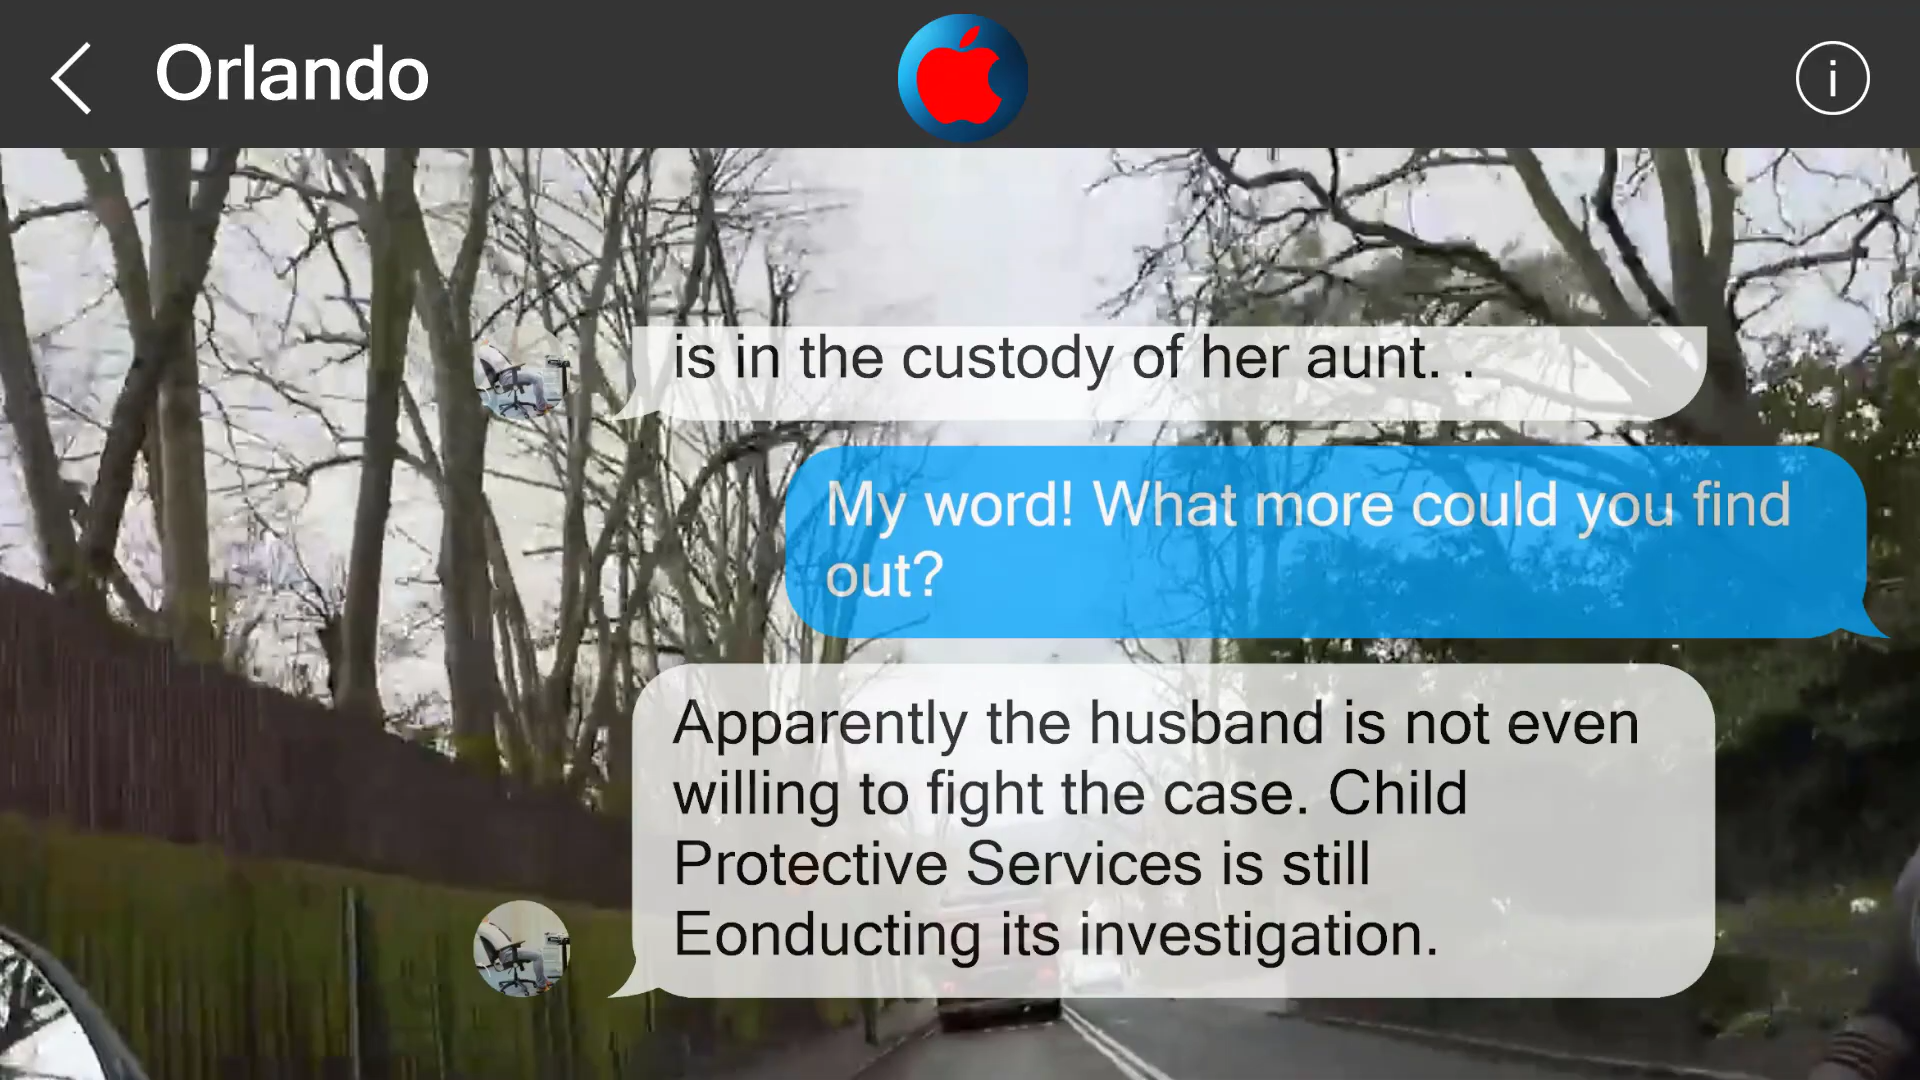 Orlando
i
is in the custody of her aunt. .
My word! What more could you find
out?
Apparently the husband is not even
willing to fight the case. Child
Protective Services is still
Eonducting its investigation.